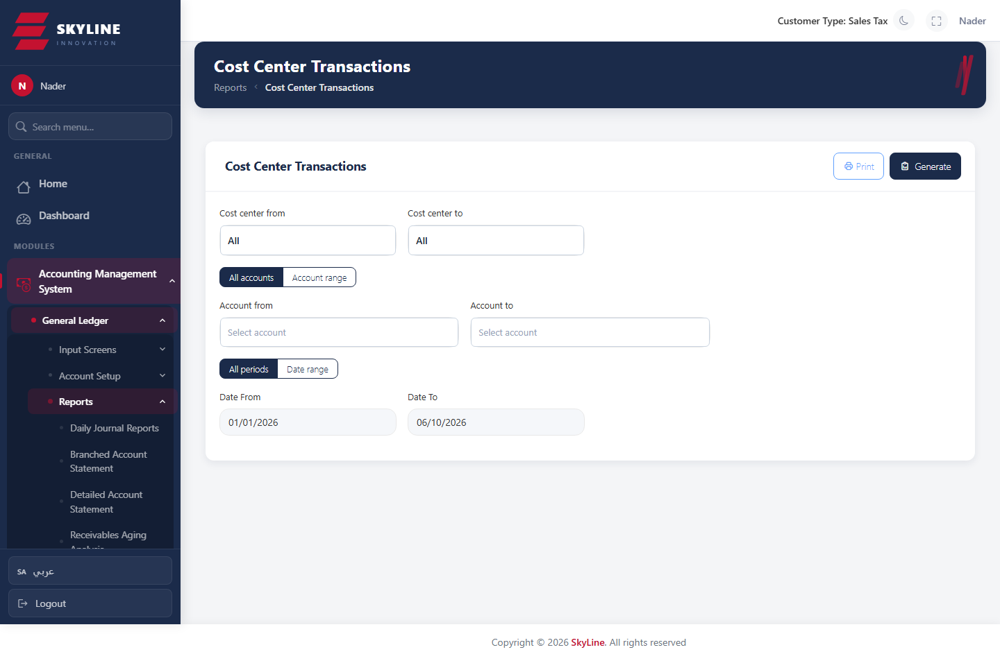 SKYLINE
INNOVATION
N Nader
Search menu...
GENERAL
Home
Dashboard
MODULES
Accounting Management
System
General Ledger
Input Screens
Account Setup
Reports
Daily Journal Reports
Branched Account
Statement
Detailed Account
Statement
Receivables Aging
Analysis
SA عربي
Logout
Customer Type: Sales Tax
Nader
Cost Center Transactions
Reports Cost Center Transactions
Cost Center Transactions
Print Generate
Cost center from Cost center to
All All
All accounts Account range
Account from Account to
Select account Select account
All periods Date range
Date From Date To
01/01/2026 06/10/2026
Copyright © 2026 SkyLine. All rights reserved